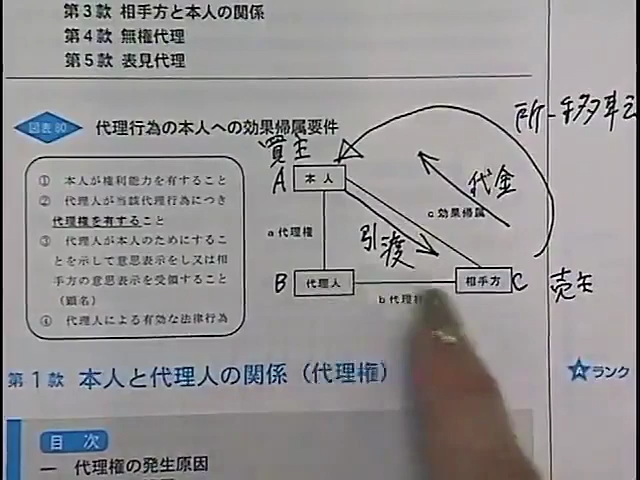 第3款 相手方と本人の関係
第4款 無権代理
第5款 表見代理
図表80 代理行為の本人への効果帰属要件
① 本人が権利能力を有すること
② 代理人が当該代理行為につき
代理権を有すること
③ 代理人が本人のためにするこ
とを示して意思表示をし又は相
手方の意思表示を受領すること
(顕名)
④ 代理人による有効な法律行為
買主
A 本人
所-移転
代金
c 効果帰属
a 代理権
引渡
B 代理人
相手方 C 売主
b 代理
第1款 本人と代理人の関係(代理権)
Aランク
目次
一 代理権の発生原因